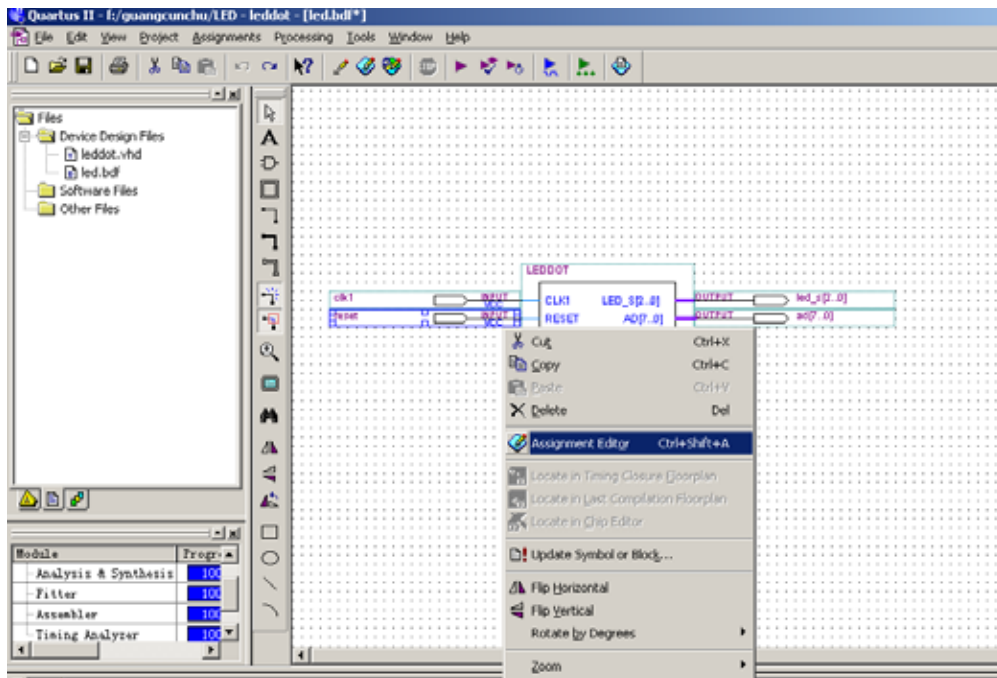 Quartus II - f:/guangcunchu/LED - leddot - [led.bdf*]
File Edit View Project Assignments Processing Tools Window Help
Files
Device Design Files
leddot.vhd
led.bdf
Software Files
Other Files
LEDDOT
clk1 INPUT VCC CLK1 LED_S[2..0] OUTPUT led_s[2..0]
reset INPUT VCC RESET AD[7..0] OUTPUT ad[7..0]
Cut Ctrl+X
Copy Ctrl+C
Paste Ctrl+V
Delete Del
Assignment Editor Ctrl+Shift+A
Locate in Timing Closure Floorplan
Locate in Last Compilation Floorplan
Locate in Chip Editor
Update Symbol or Block...
Flip Horizontal
Flip Vertical
Rotate by Degrees
Zoom
Module Progr
Analysis & Synthesis 100
Fitter 100
Assembler 100
Timing Analyzer 100